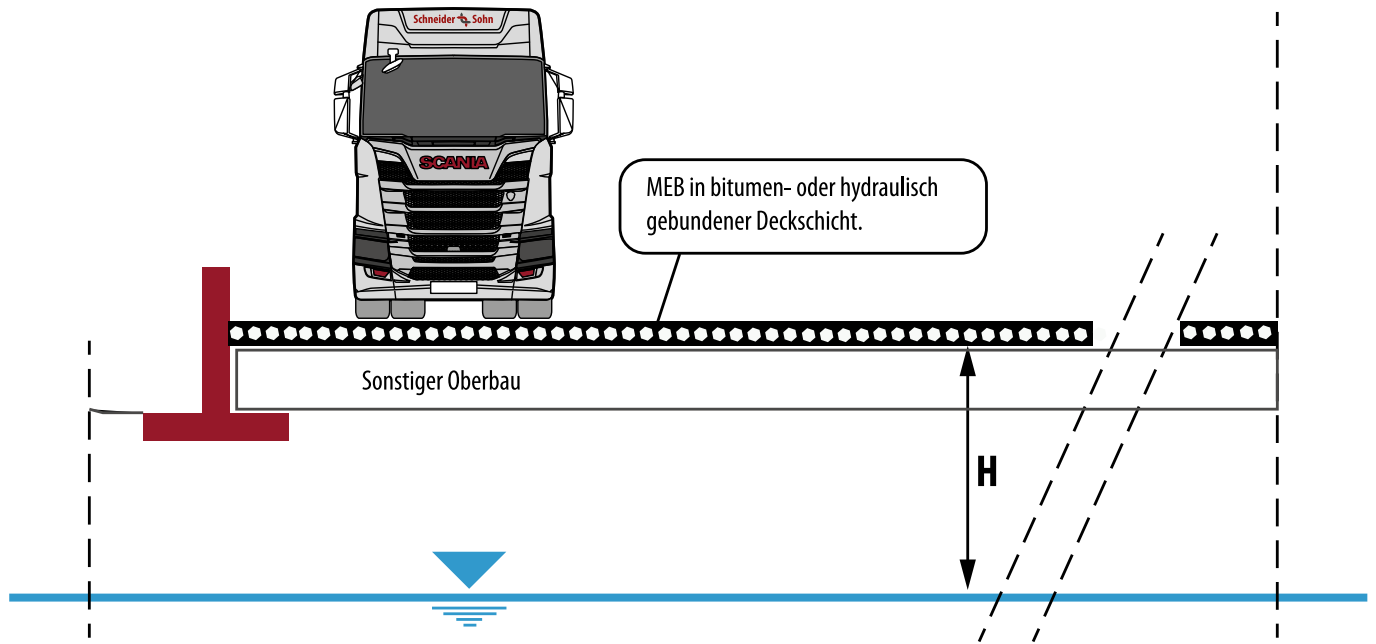 Schneider Sohn
SCANIA
MEB in bitumen- oder hydraulisch
gebundener Deckschicht.
Sonstiger Oberbau
H